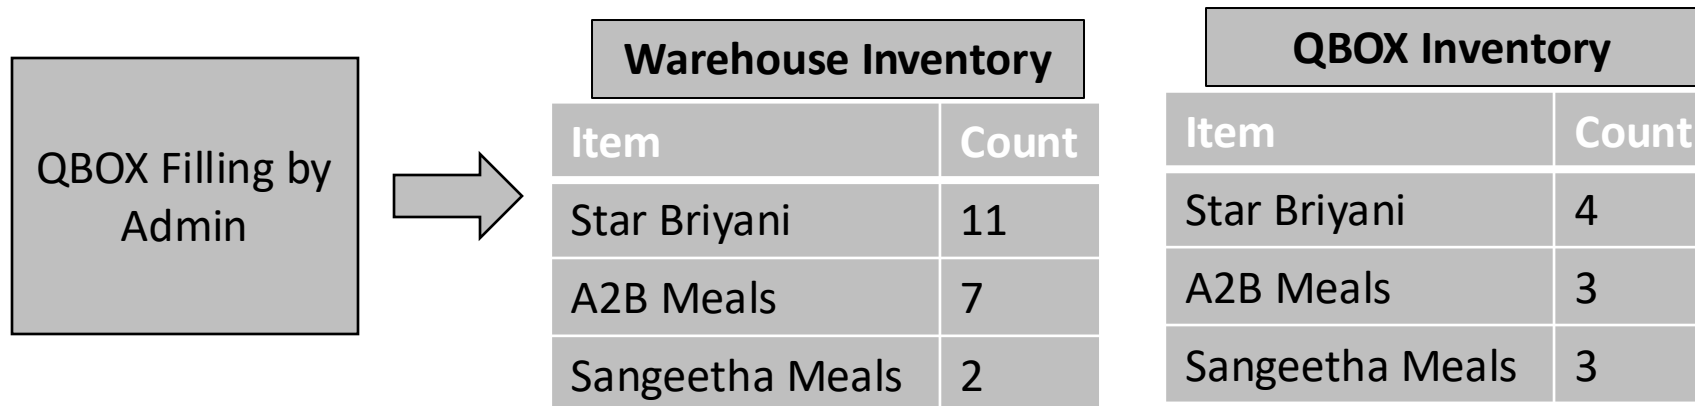 QBOX Filling by
Admin
Warehouse Inventory
Item Count
Star Briyani 11
A2B Meals 7
Sangeetha Meals 2
QBOX Inventory
Item Count
Star Briyani 4
A2B Meals 3
Sangeetha Meals 3